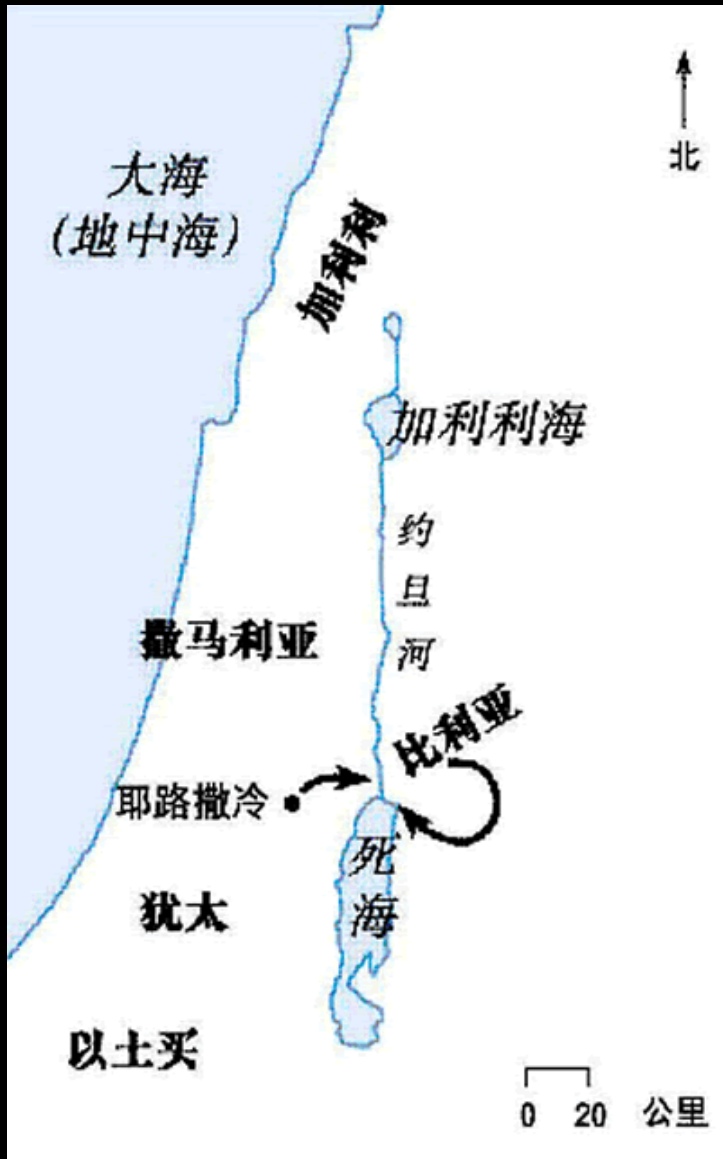 北
大海
(地中海)
加利利
加利利海
约
旦
河
撒马利亚
比利亚
耶路撒冷
死
海
犹太
以土买
0 20 公里